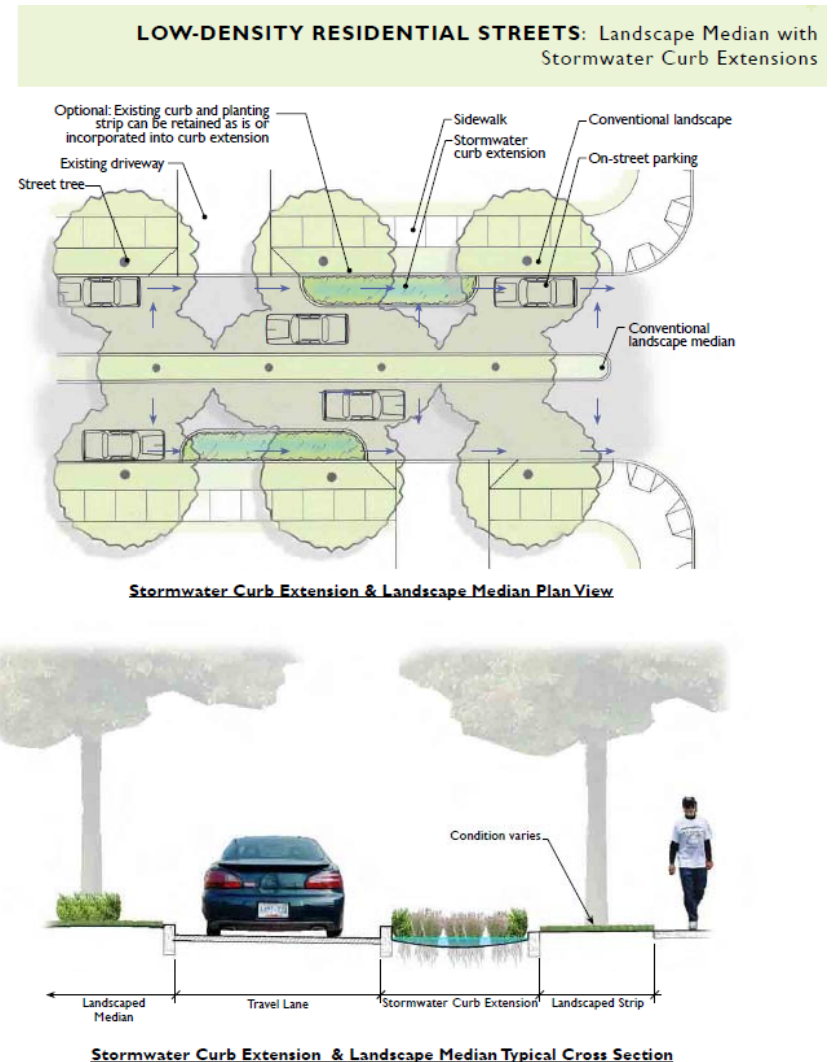 LOW-DENSITY RESIDENTIAL STREETS: Landscape Median with
Stormwater Curb Extensions
Optional: Existing curb and planting
strip can be retained as is or
incorporated into curb extension
Existing driveway
Street tree
Sidewalk
Stormwater
curb extension
Conventional landscape
On-street parking
Conventional
landscape median
Stormwater Curb Extension & Landscape Median Plan View
Condition varies
Landscaped
Median
Travel Lane
Stormwater Curb Extension
Landscaped Strip
Stormwater Curb Extension & Landscape Median Typical Cross Section